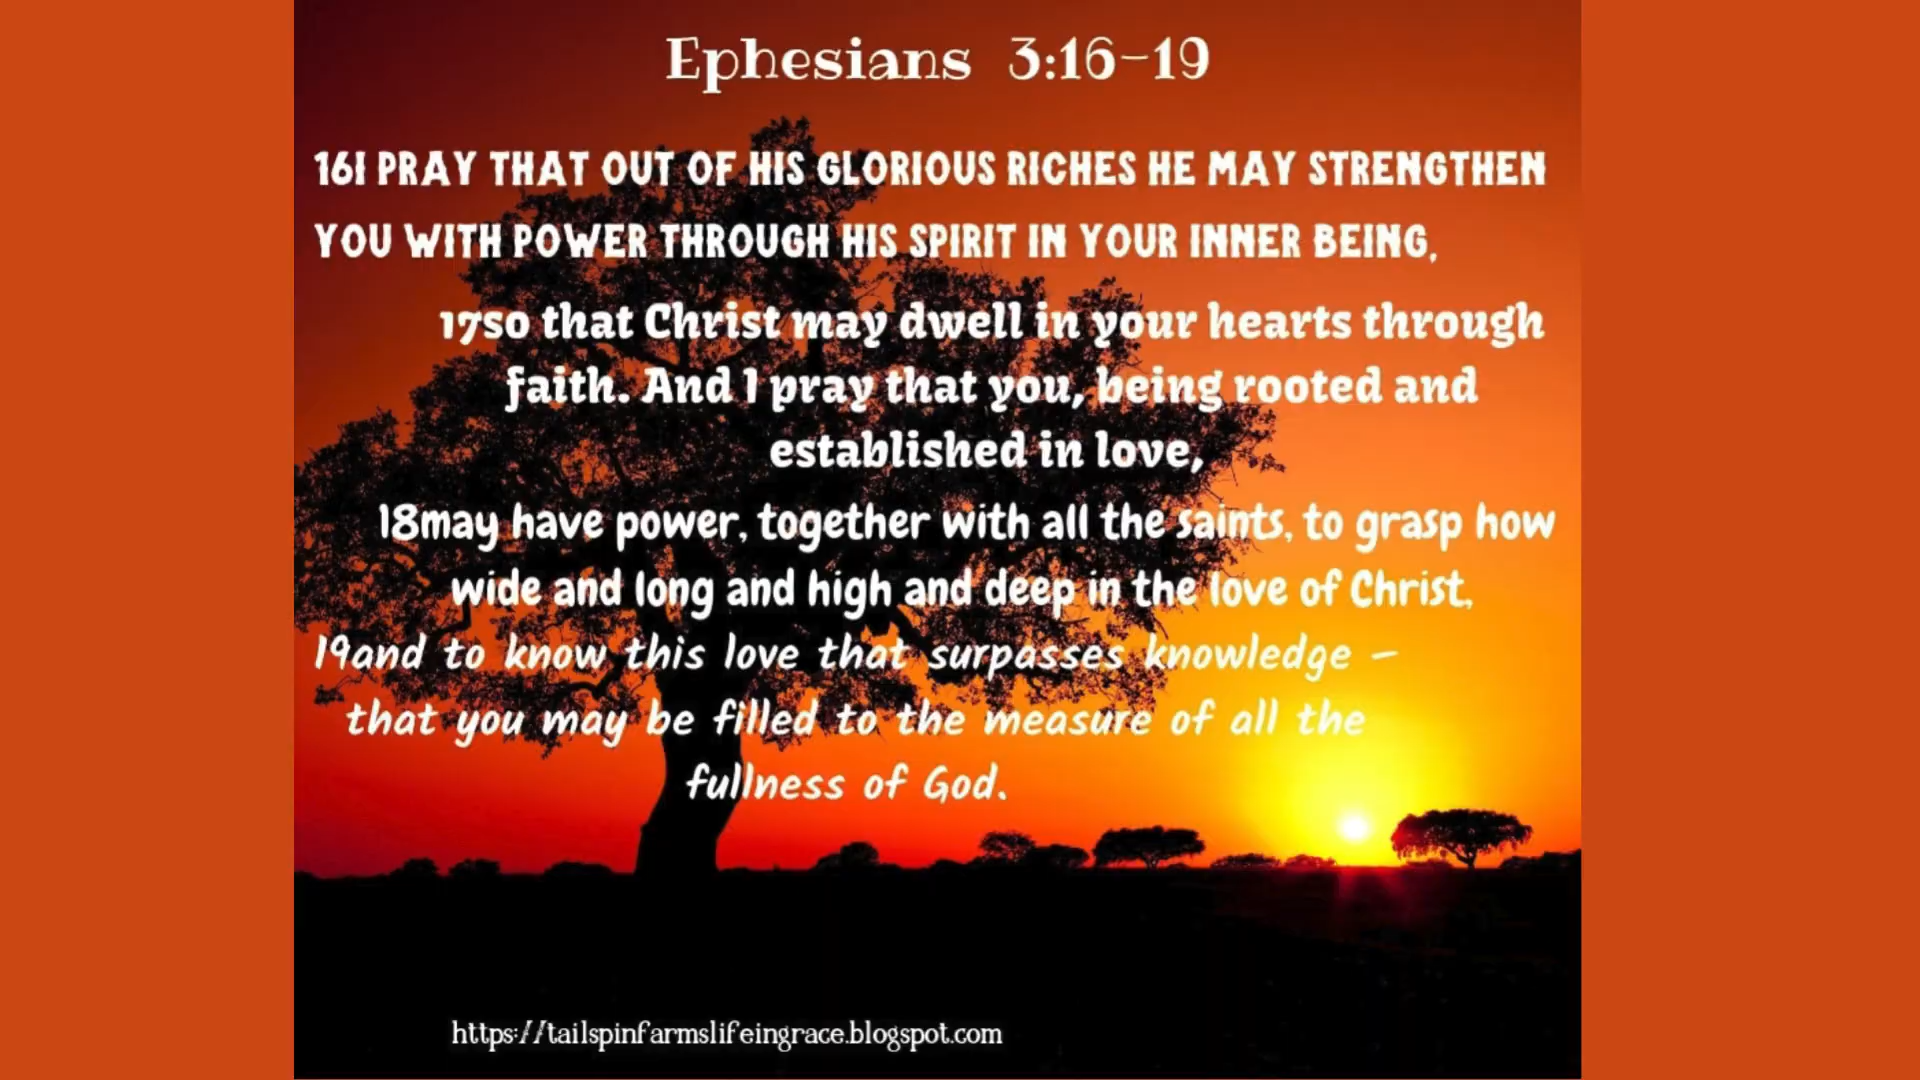 Ephesians 3:16-19
16I PRAY THAT OUT OF HIS GLORIOUS RICHES HE MAY STRENGTHEN
YOU WITH POWER THROUGH HIS SPIRIT IN YOUR INNER BEING,
17so that Christ may dwell in your hearts through
faith. And I pray that you, being rooted and
established in love,
18may have power, together with all the saints, to grasp how
wide and long and high and deep in the love of Christ,
19and to know this love that surpasses knowledge –
that you may be filled to the measure of all the
fullness of God.
https://tailspinfarmslifeingrace.blogspot.com